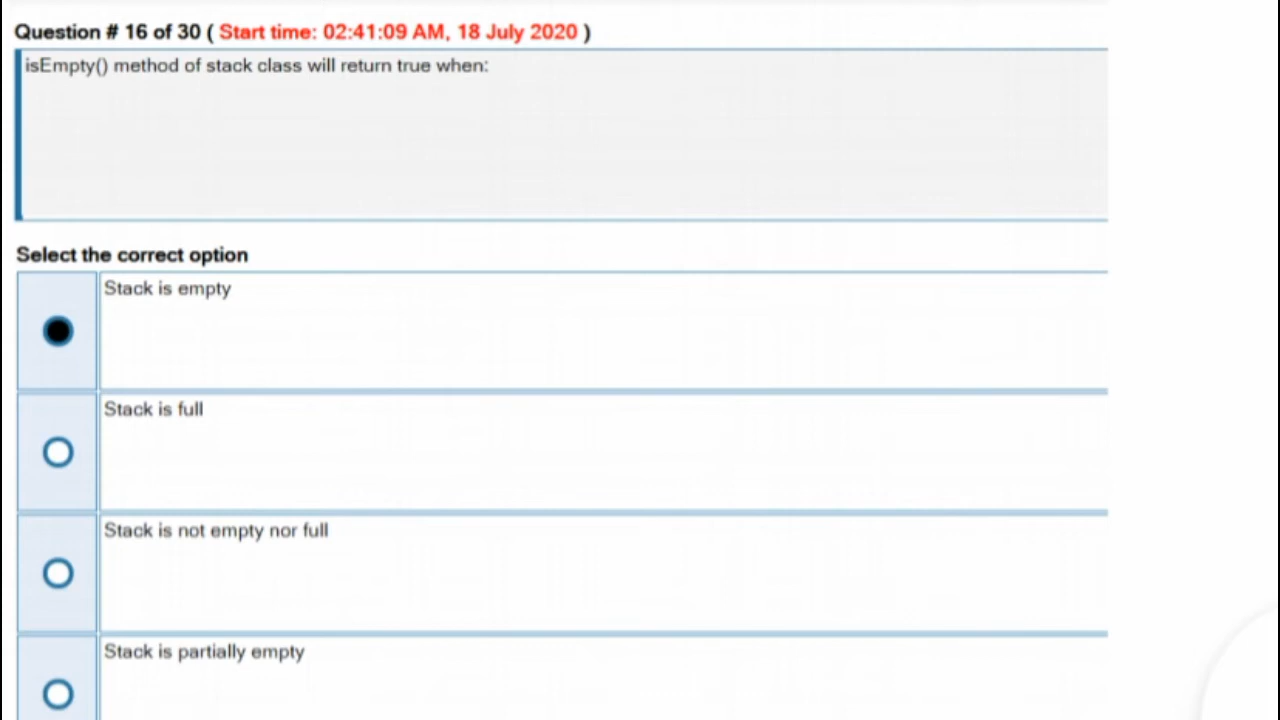 Question # 16 of 30 ( Start time: 02:41:09 AM, 18 July 2020 )
isEmpty() method of stack class will return true when:
Select the correct option
Stack is empty
Stack is full
Stack is not empty nor full
Stack is partially empty